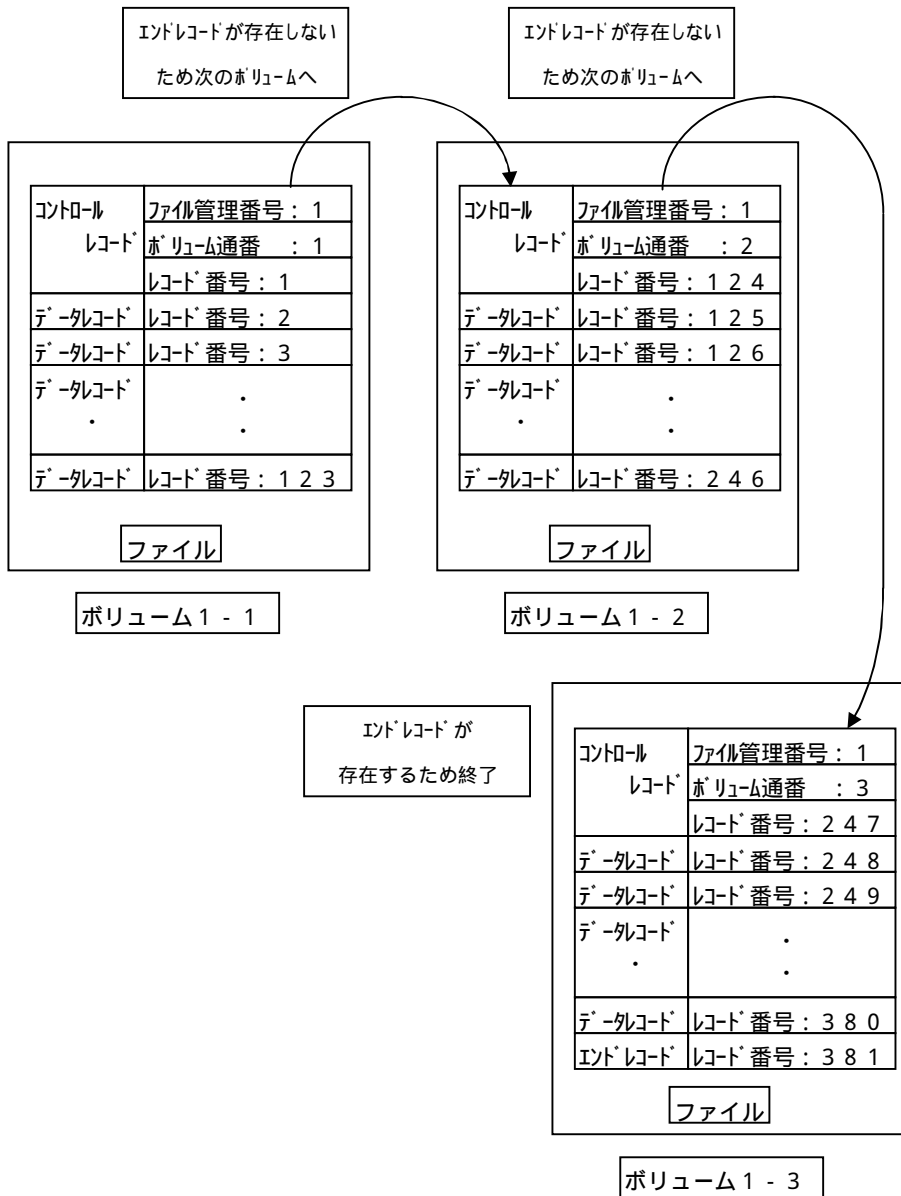 ｴﾝﾄﾞﾚｺｰﾄﾞが存在しない
ため次のﾎﾞﾘｭｰﾑへ
ｴﾝﾄﾞﾚｺｰﾄﾞが存在しない
ため次のﾎﾞﾘｭｰﾑへ
ｺﾝﾄﾛｰﾙ
ﾚｺｰﾄﾞ
ﾌｧｲﾙ管理番号：１
ﾎﾞﾘｭｰﾑ通番　：１
ﾚｺｰﾄﾞ番号：１
ﾃﾞｰﾀﾚｺｰﾄﾞ ﾚｺｰﾄﾞ番号：２
ﾃﾞｰﾀﾚｺｰﾄﾞ ﾚｺｰﾄﾞ番号：３
ﾃﾞｰﾀﾚｺｰﾄﾞ ・
・ ・
ﾃﾞｰﾀﾚｺｰﾄﾞ ﾚｺｰﾄﾞ番号：１２３
ファイル
ボリューム１‐１
ｺﾝﾄﾛｰﾙ
ﾚｺｰﾄﾞ
ﾌｧｲﾙ管理番号：１
ﾎﾞﾘｭｰﾑ通番　：２
ﾚｺｰﾄﾞ番号：１２４
ﾃﾞｰﾀﾚｺｰﾄﾞ ﾚｺｰﾄﾞ番号：１２５
ﾃﾞｰﾀﾚｺｰﾄﾞ ﾚｺｰﾄﾞ番号：１２６
ﾃﾞｰﾀﾚｺｰﾄﾞ ・
・ ・
ﾃﾞｰﾀﾚｺｰﾄﾞ ﾚｺｰﾄﾞ番号：２４６
ファイル
ボリューム１‐２
ｴﾝﾄﾞﾚｺｰﾄﾞが
存在するため終了
ｺﾝﾄﾛｰﾙ
ﾚｺｰﾄﾞ
ﾌｧｲﾙ管理番号：１
ﾎﾞﾘｭｰﾑ通番　：３
ﾚｺｰﾄﾞ番号：２４７
ﾃﾞｰﾀﾚｺｰﾄﾞ ﾚｺｰﾄﾞ番号：２４８
ﾃﾞｰﾀﾚｺｰﾄﾞ ﾚｺｰﾄﾞ番号：２４９
ﾃﾞｰﾀﾚｺｰﾄﾞ ・
・ ・
ﾃﾞｰﾀﾚｺｰﾄﾞ ﾚｺｰﾄﾞ番号：３８０
ｴﾝﾄﾞﾚｺｰﾄﾞ ﾚｺｰﾄﾞ番号：３８１
ファイル
ボリューム１‐３